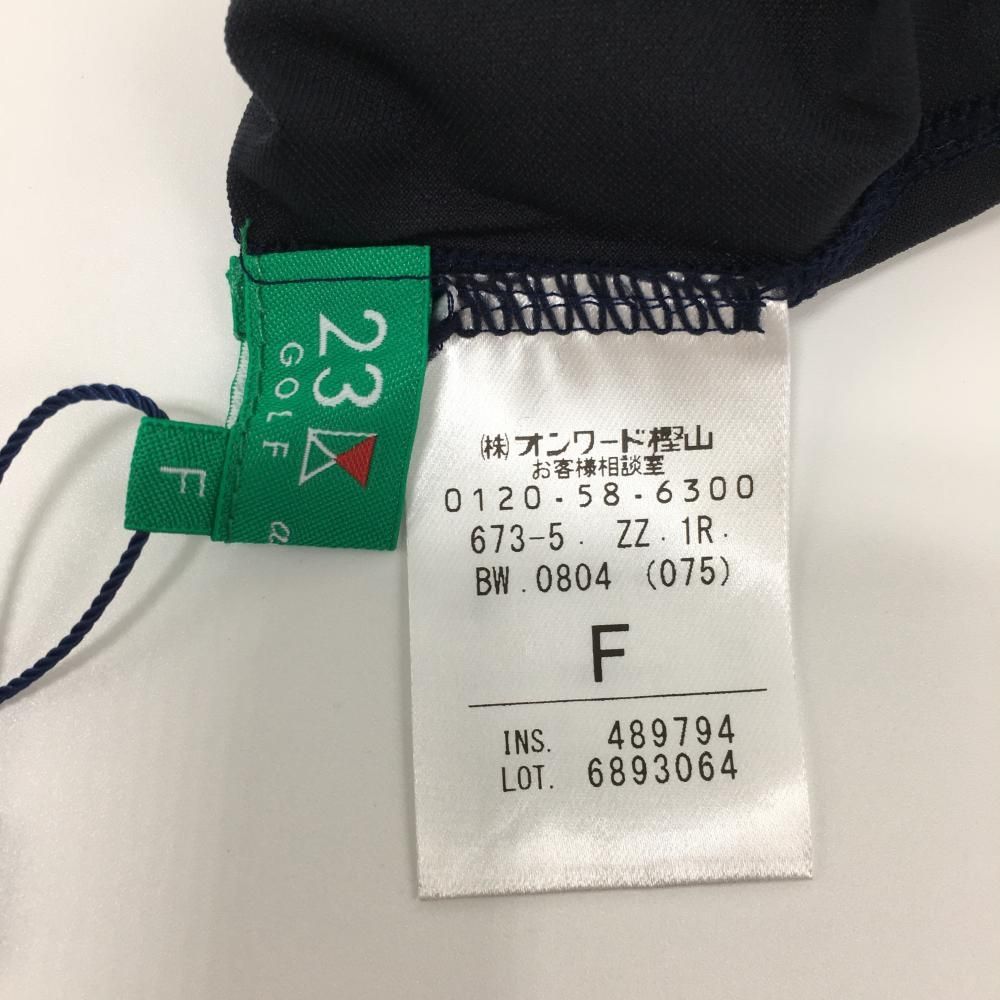 23
GOLF
F
(株)オンワード樫山
お客様相談室
0120-58-6300
673-5. ZZ. 1R.
BW.0804 (075)
F
INS. 489794
LOT. 6893064